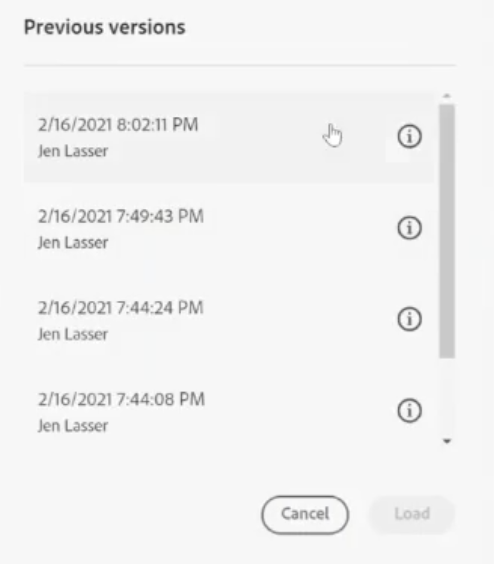 Previous versions
2/16/2021 8:02:11 PM
Jen Lasser
2/16/2021 7:49:43 PM
Jen Lasser
2/16/2021 7:44:24 PM
Jen Lasser
2/16/2021 7:44:08 PM
Jen Lasser
Cancel Load